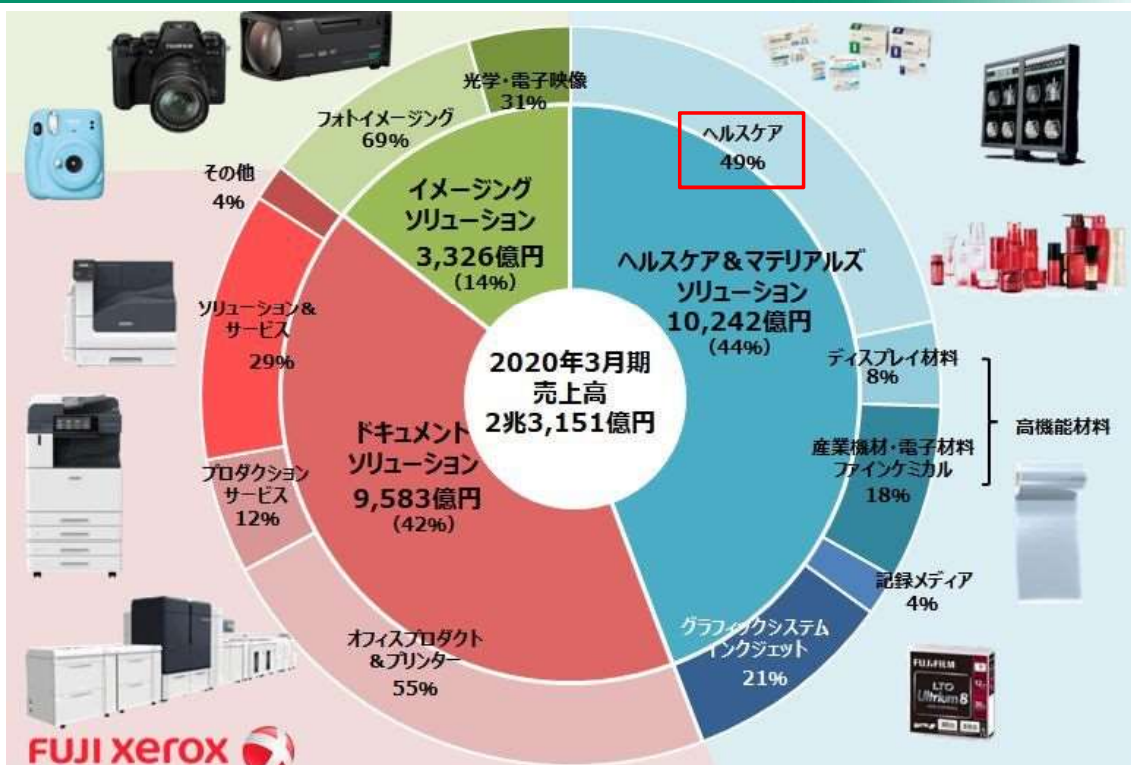 光学・電子映像
31%
フォトイメージング
69%
ヘルスケア
49%
その他
4%
イメージング
ソリューション
3,326億円
(14%)
ヘルスケア&マテリアルズ
ソリューション
10,242億円
(44%)
ソリューション&
サービス
29%
2020年3月期
売上高
2兆3,151億円
ディスプレイ材料
8%
高機能材料
ドキュメント
ソリューション
9,583億円
(42%)
産業機材・電子材料
ファインケミカル
18%
プロダクション
サービス
12%
記録メディア
4%
グラフィックシステム
インクジェット
21%
オフィスプロダクト
&プリンター
55%
FUJIFILM
LTO
Ultrium 8
FUJI xerox